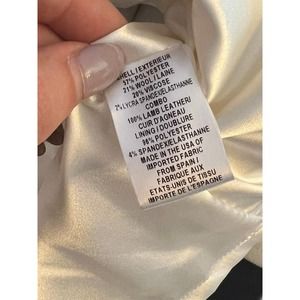 SHELL / EXTERIEUR
57% POLYESTER
21% WOOL / LAINE
20% VISCOSE
2% LYCRA SPANDEX/ELASTHANNE
COMBO
100% LAMB LEATHER/
CUIR D'AGNEAU
LINING / DOUBLURE
96% POLYESTER
4% SPANDEX/ELASTHANNE
MADE IN THE USA OF
IMPORTED FABRIC
FROM SPAIN /
FABRIQUE AUX
ETATS-UNIS DE TISSU
IMPORTE DE L'ESPAGNE